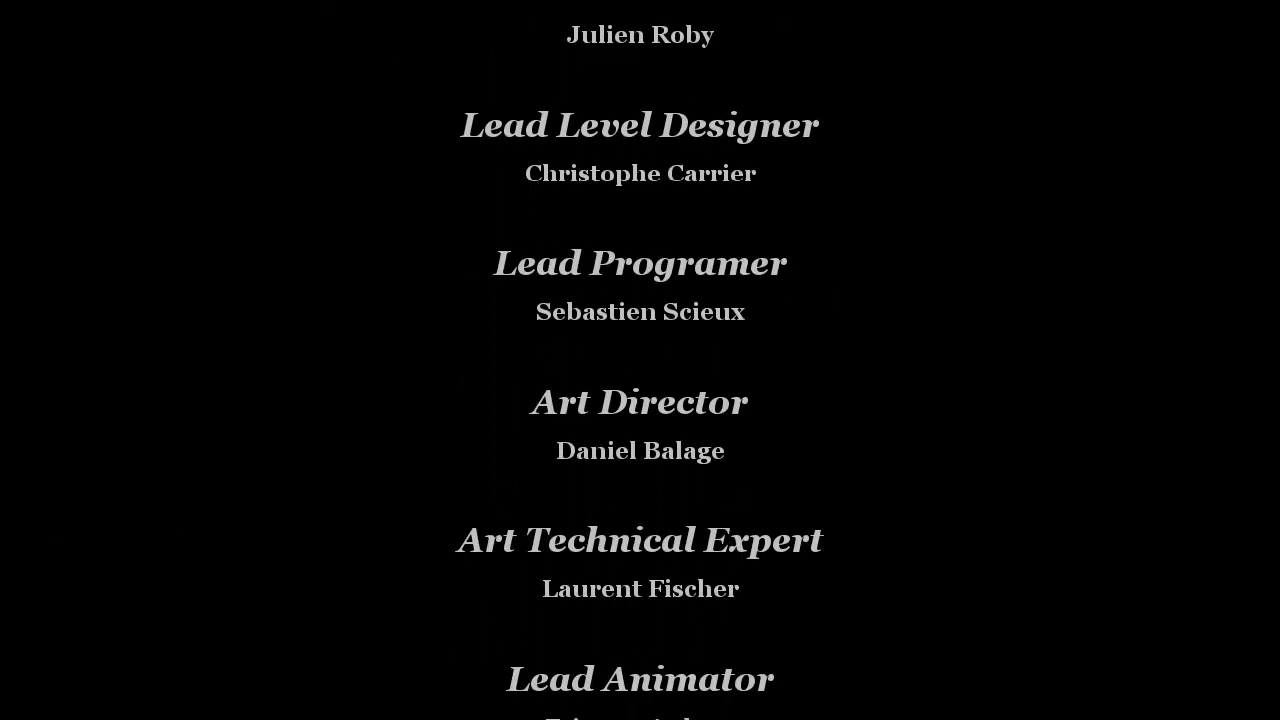 Julien Roby
Lead Level Designer
Christophe Carrier
Lead Programer
Sebastien Scieux
Art Director
Daniel Balage
Art Technical Expert
Laurent Fischer
Lead Animator